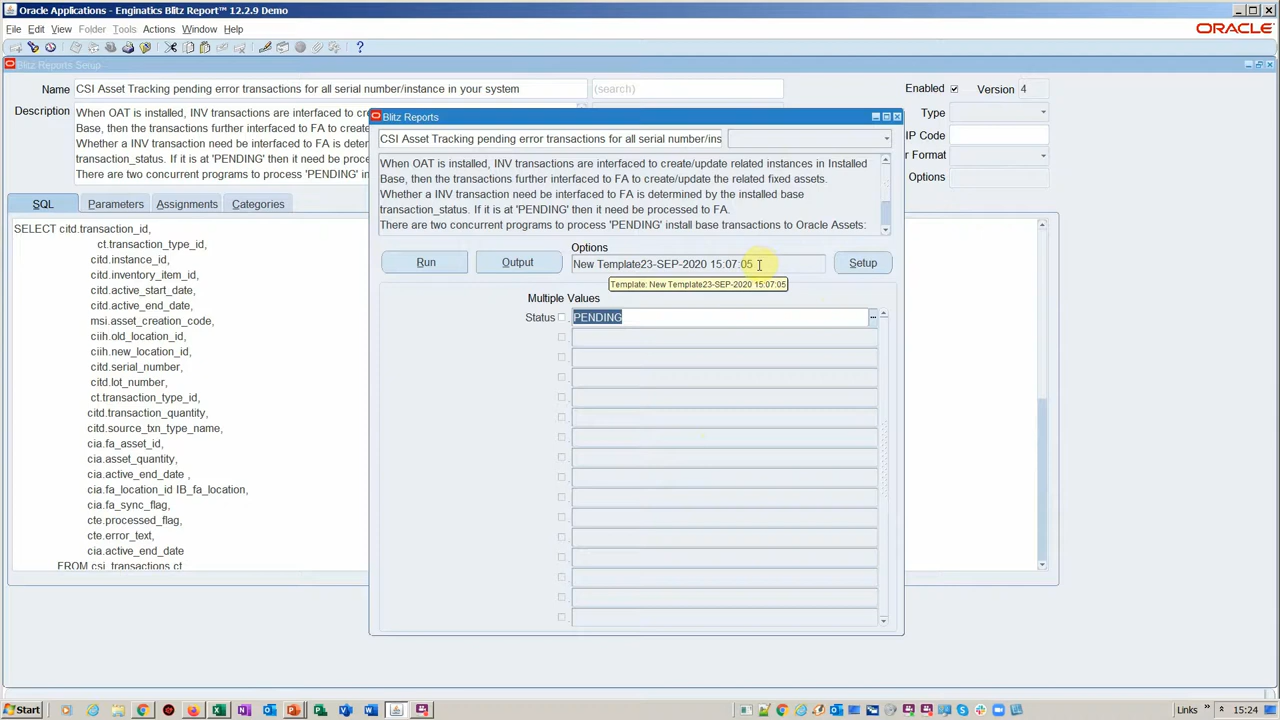 Oracle Applications - Enginatics Blitz Report™ 12.2.9 Demo
File Edit View Folder Tools Actions Window Help
ORACLE
Blitz Reports Setup
Name CSI Asset Tracking pending error transactions for all serial number/instance in your system (search) Enabled Version 4
Description When OAT is installed, INV transactions are interfaced to create/update related instances in Installed
Base, then the transactions further interfaced to FA to create
Whether a INV transaction need be interfaced to FA is determ
transaction_status. If it is at 'PENDING' then it need be proce
There are two concurrent programs to process 'PENDING' in
Type
IP Code
r Format
Options
SQL Parameters Assignments Categories
SELECT citd.transaction_id,
ct.transaction_type_id,
citd.instance_id,
citd.inventory_item_id,
citd.active_start_date,
citd.active_end_date,
msi.asset_creation_code,
ciih.old_location_id,
ciih.new_location_id,
citd.serial_number,
citd.lot_number,
ct.transaction_type_id,
citd.transaction_quantity,
citd.source_txn_type_name,
cia.fa_asset_id,
cia.asset_quantity,
cia.active_end_date ,
cia.fa_location_id IB_fa_location,
cia.fa_sync_flag,
cte.processed_flag,
cte.error_text,
cia.active_end_date
FROM csi_transactions ct
Blitz Reports
CSI Asset Tracking pending error transactions for all serial number/ins
When OAT is installed, INV transactions are interfaced to create/update related instances in Installed
Base, then the transactions further interfaced to FA to create/update the related fixed assets.
Whether a INV transaction need be interfaced to FA is determined by the installed base
transaction_status. If it is at 'PENDING' then it need be processed to FA.
There are two concurrent programs to process 'PENDING' install base transactions to Oracle Assets:
Options
Run Output New Template23-SEP-2020 15:07:05 Setup
Template: New Template23-SEP-2020 15:07:05
Multiple Values
Status PENDING
Start Links 15:24